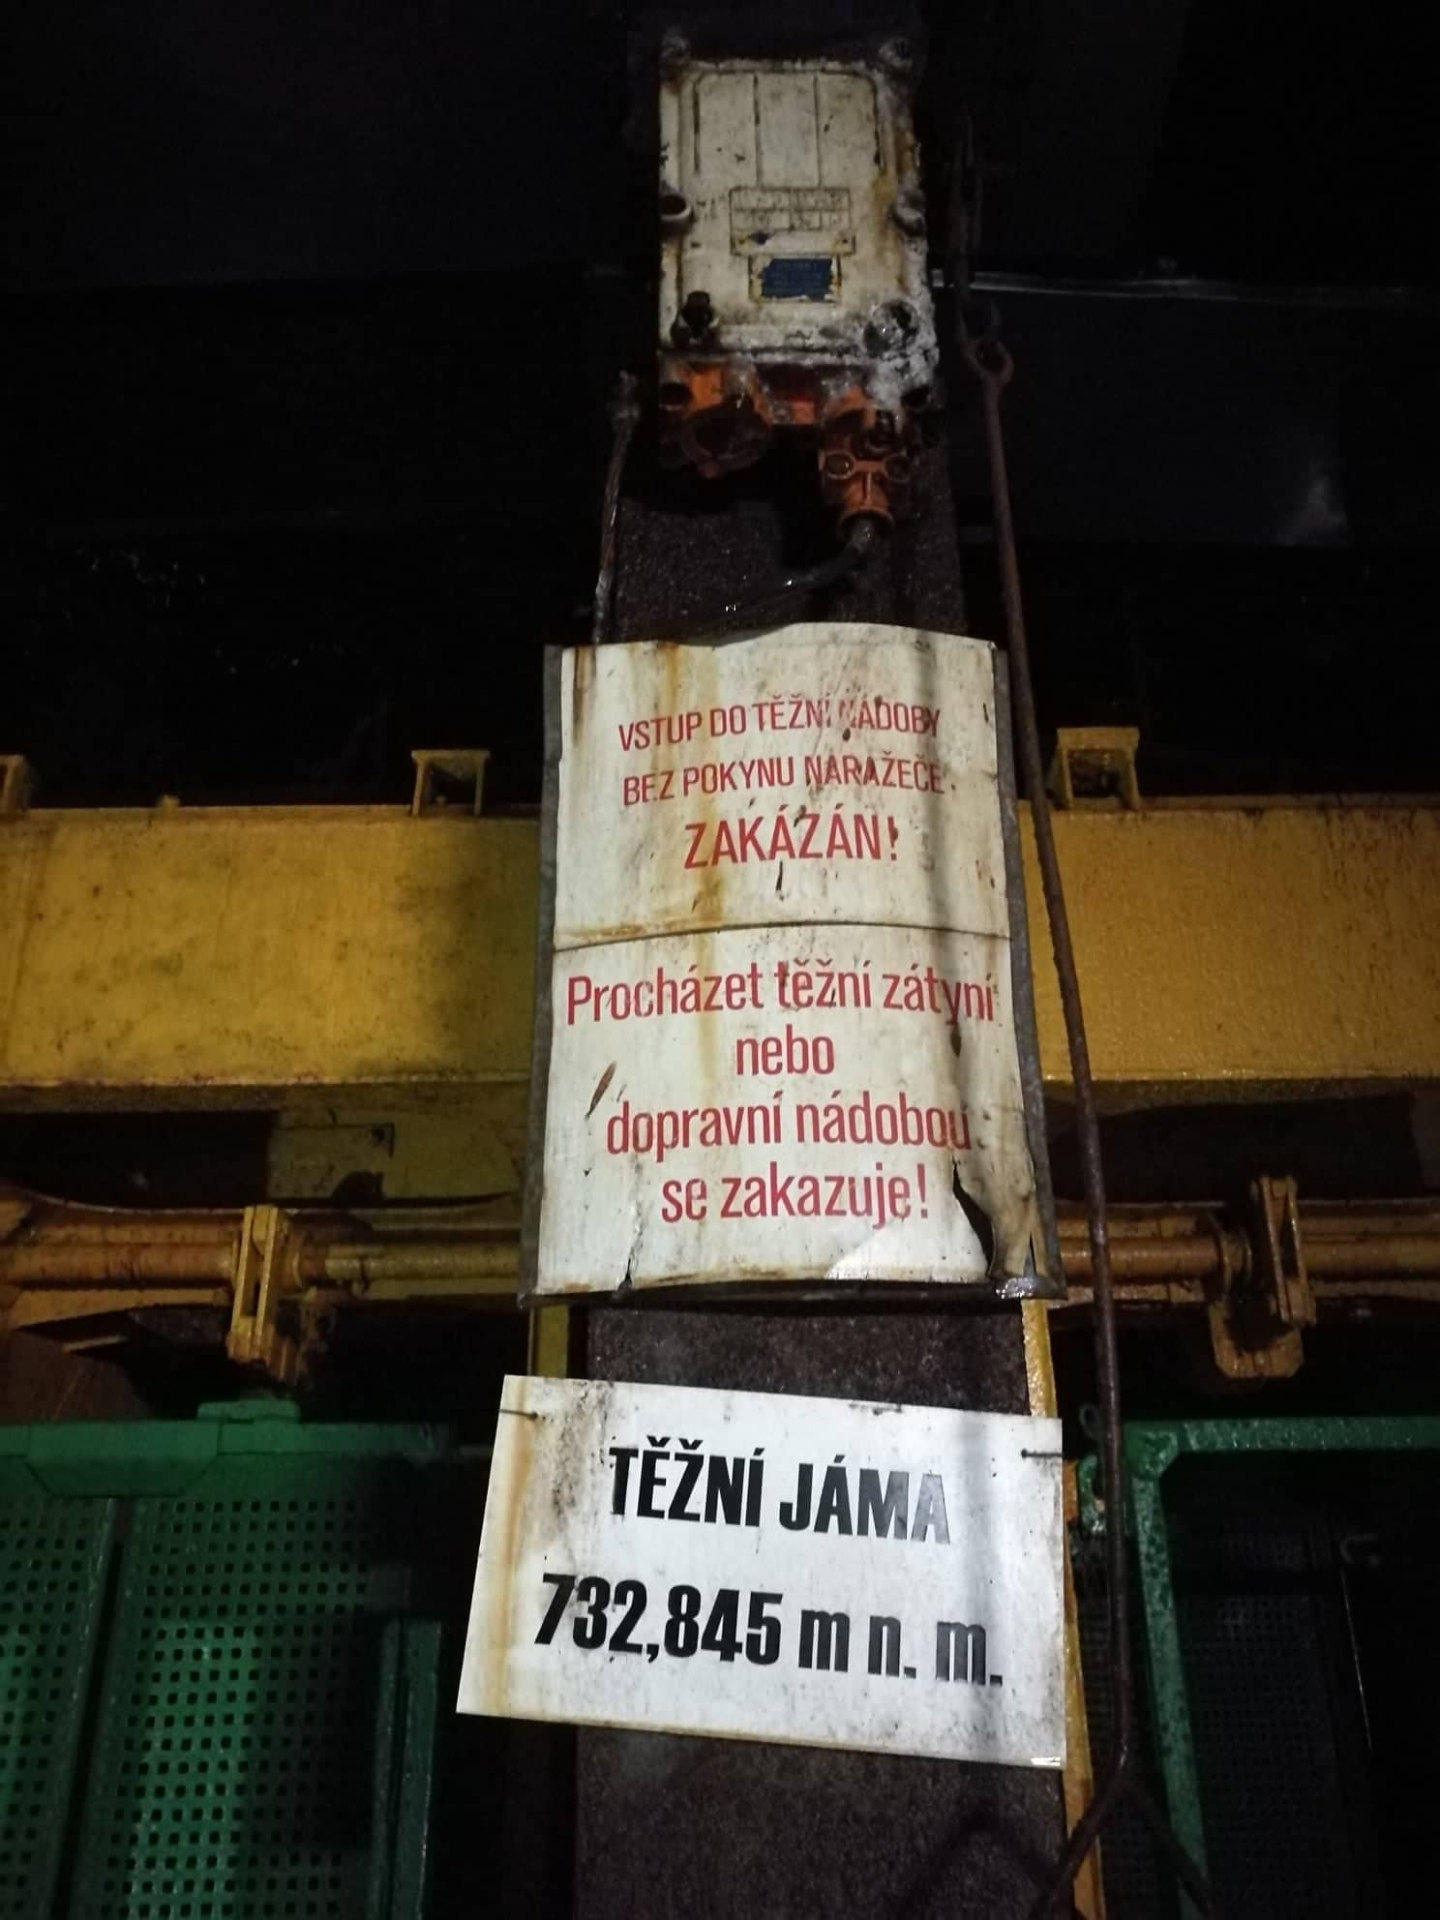 VSTUP DO TĚŽNÍ NÁDOBY
BEZ POKYNU NARAŽEČE
ZAKÁZÁN!
Procházet těžní zátyní
nebo
dopravní nádobou
se zakazuje!
TĚŽNÍ JÁMA
732,845 m n. m.